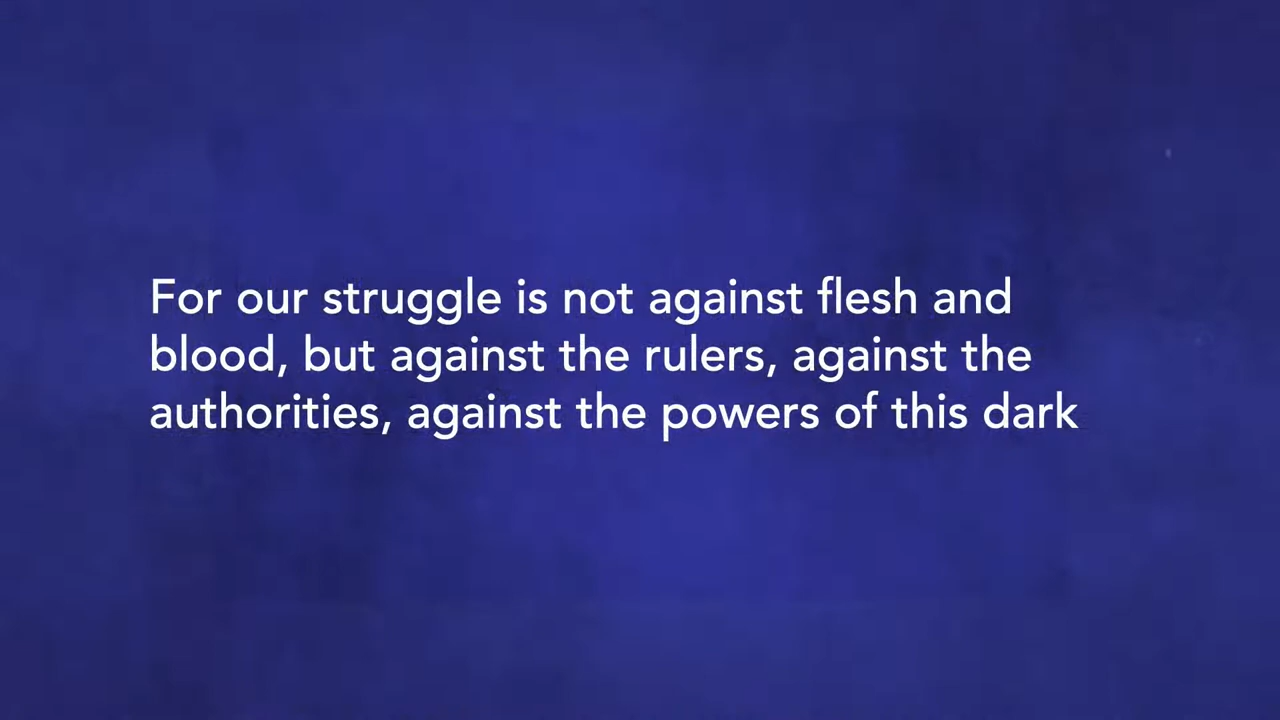 For our struggle is not against flesh and
blood, but against the rulers, against the
authorities, against the powers of this dark